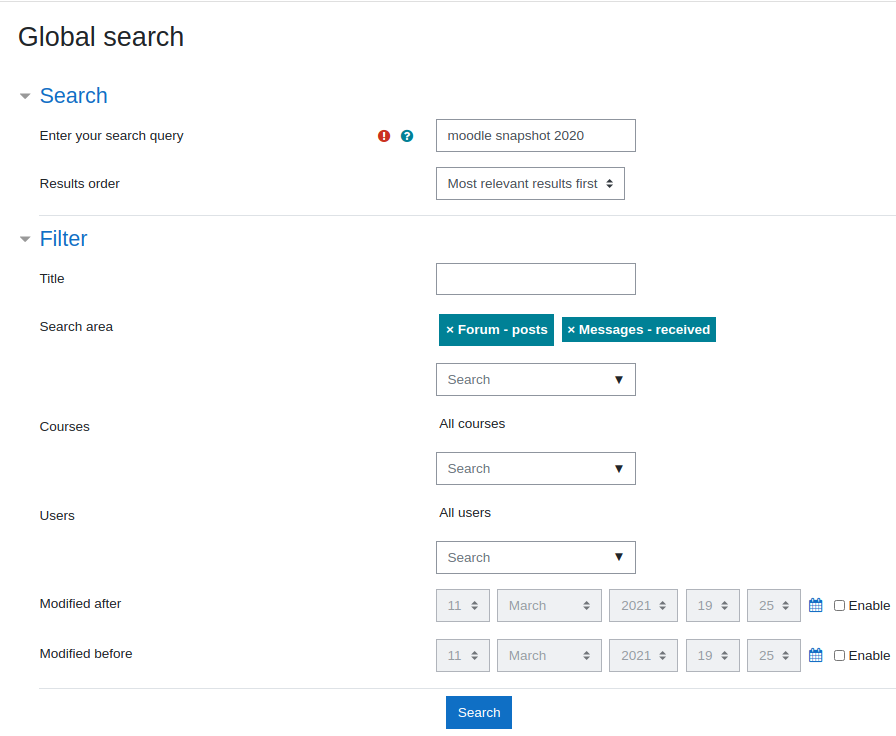 Global search
Search
Enter your search query
moodle snapshot 2020
Results order
Most relevant results first
Filter
Title
Search area
× Forum - posts × Messages - received
Search
Courses
All courses
Search
Users
All users
Search
Modified after
11 March 2021 19 25 Enable
Modified before
11 March 2021 19 25 Enable
Search